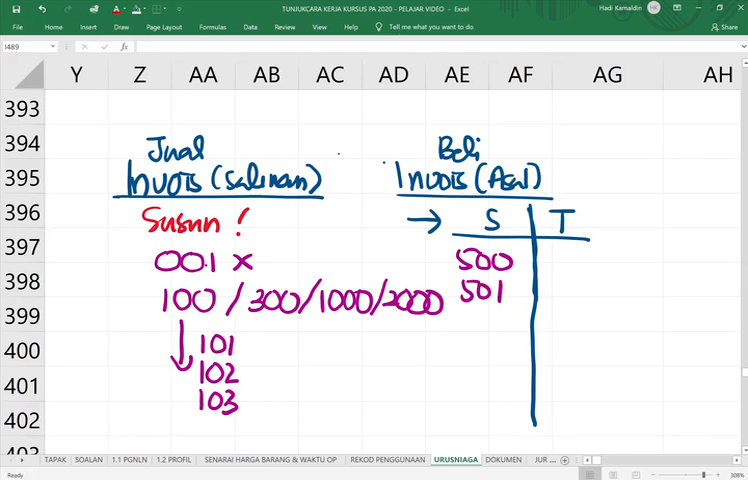 TUNJUKCARA KERJA KURSUS PA 2020 - PELAJAR VIDEO - Excel
Hadi Kamaldin HK
File Home Insert Draw Page Layout Formulas Data Review View Help Tell me what you want to do Share
I489 fx
Y Z AA AB AC AD AE AF AG AH
393
394
395
396
397
398
399
400
401
402
403
Jual
Invois (Salinan)
Susun !
001 x
100 / 300 / 1000 / 2000
101
102
103
Beli
Invois (Asal)
→ S T
500
501
TAPAK SOALAN 1.1 PGNLN 1.2 PROFIL SENARAI HARGA BARANG & WAKTU OP REKOD PENGGUNAAN URUSNIAGA DOKUMEN JUR ...
Ready 308%